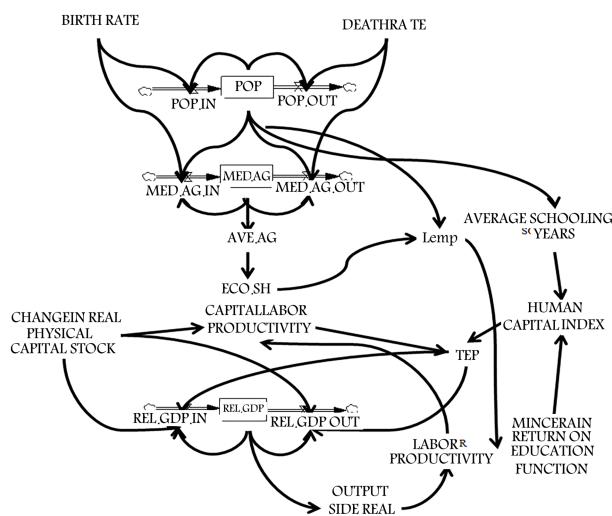 BIRTH RATE
DEATHRA TE
POP
POP.IN
POP.OUT
MED.AG
MED.AG.IN
MED.AG.OUT
AVE.AG
Lemp
AVERAGE SCHOOLING
YEARS
ECO.SH
CHANGEIN REAL
PHYSICAL
CAPITAL STOCK
CAPITALLABOR
PRODUCTIVITY
HUMAN
CAPITAL INDEX
TEP
REL.GDP
REL.GDP.IN
REL.GDP OUT
LABOR
PRODUCTIVITY
MINCERAIN
RETURN ON
EDUCATION
FUNCTION
OUTPUT
SIDE REAL